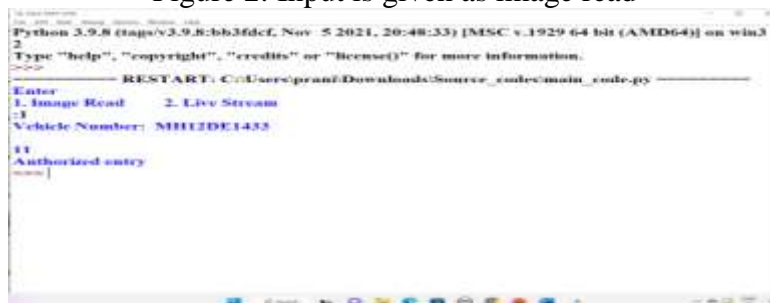 Figure 2: Input is given as image read
Python 3.9.8 (tags/v3.9.8:bb3fdcf, Nov 5 2021, 20:48:33) [MSC v.1929 64 bit (AMD64)] on win3
2
Type "help", "copyright", "credits" or "license()" for more information.
>>>
RESTART: C:\Users\prani\Downloads\Source_codes\main_code.py
Enter
1. Image Read 2. Live Stream
:1
Vehicle Number: MH12DE1433
11
Authorized entry
>>>